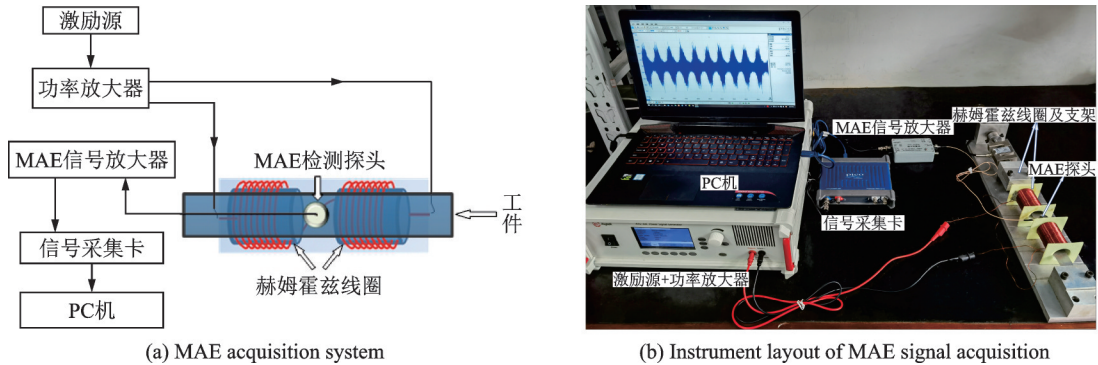 激励源
功率放大器
MAE信号放大器
MAE检测探头
工件
信号采集卡
赫姆霍兹线圈
PC机
(a) MAE acquisition system
赫姆霍兹线圈及支架
MAE信号放大器
MAE探头
PC机
信号采集卡
激励源+功率放大器
(b) Instrument layout of MAE signal acquisition